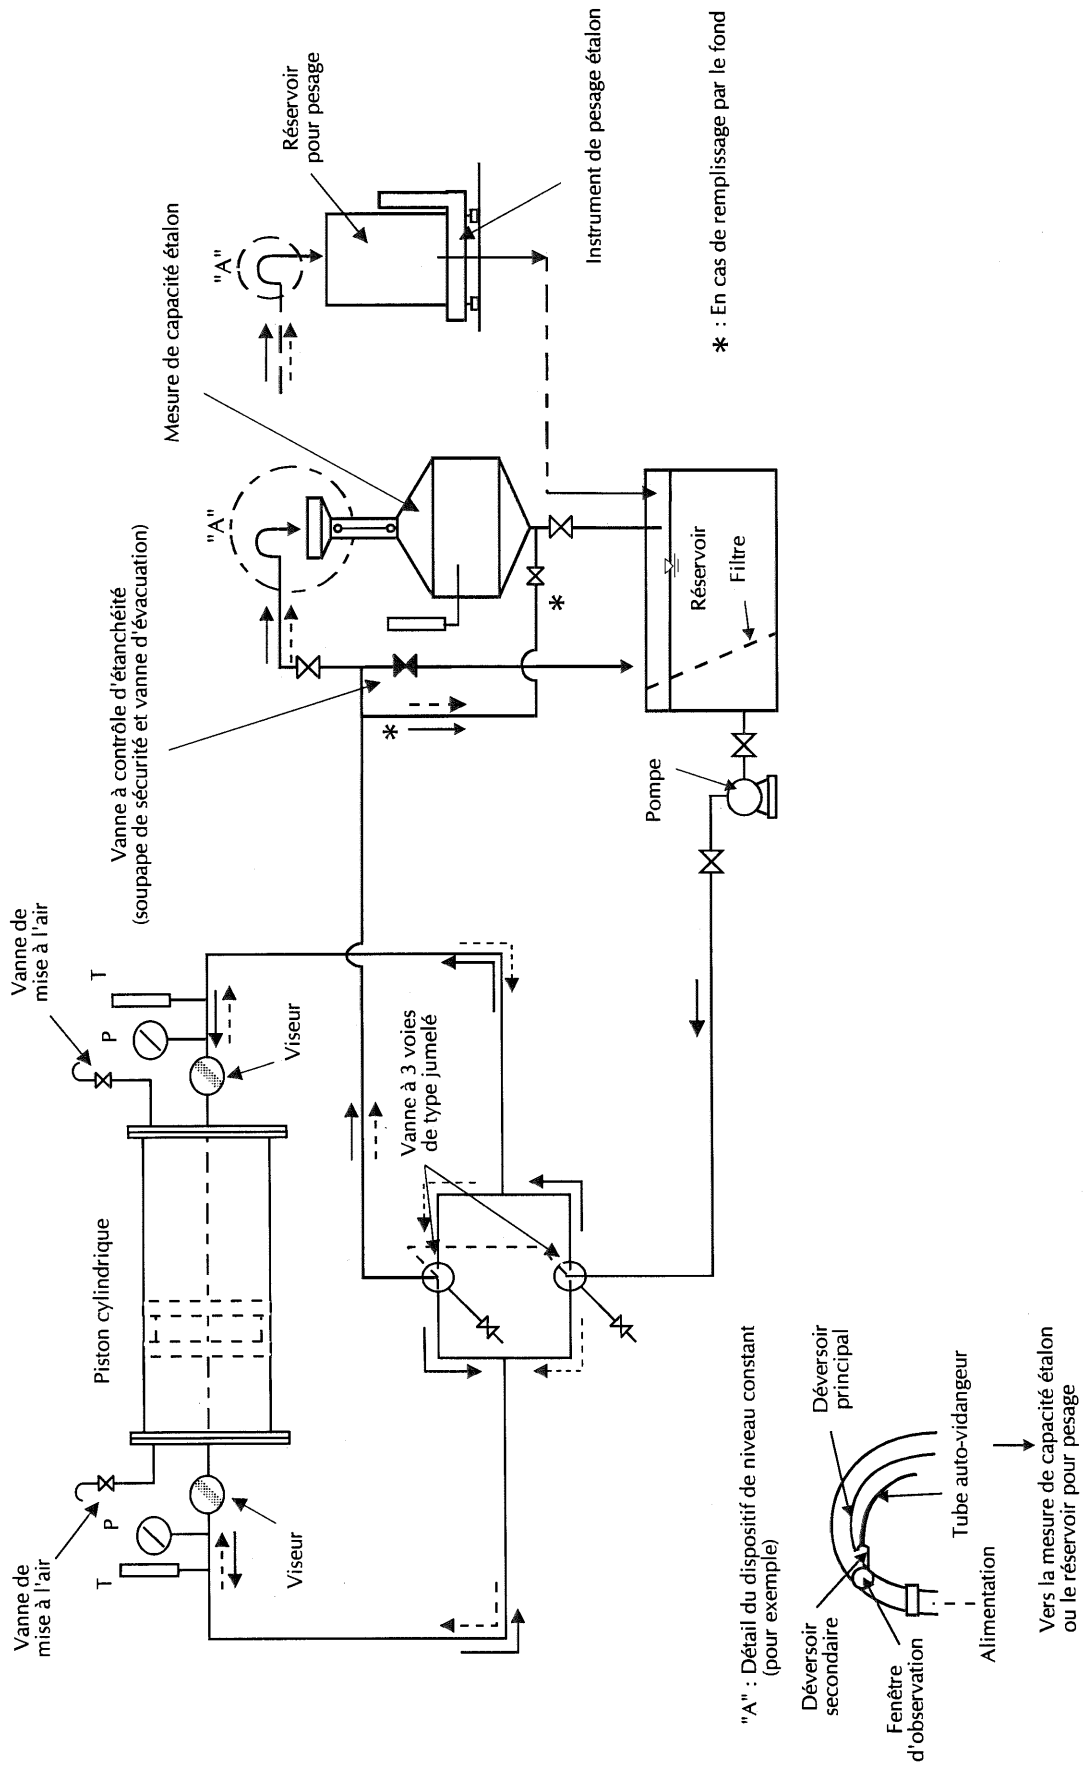 Vanne de
mise à l'air
T
P
Viseur
Piston cylindrique
Vanne de
mise à l'air
T
P
Viseur
Vanne à contrôle d'étanchéité
(soupape de sécurité et vanne d'évacuation)
Mesure de capacité étalon
"A"
"A"
Réservoir
pour pesage
Instrument de pesage étalon
*
*
Vanne à 3 voies
de type jumelé
Pompe
Réservoir
Filtre
* : En cas de remplissage par le fond
"A" : Détail du dispositif de niveau constant
(pour exemple)
Déversoir
secondaire
Déversoir
principal
Fenêtre
d'observation
Tube auto-vidangeur
Alimentation
Vers la mesure de capacité étalon
ou le réservoir pour pesage